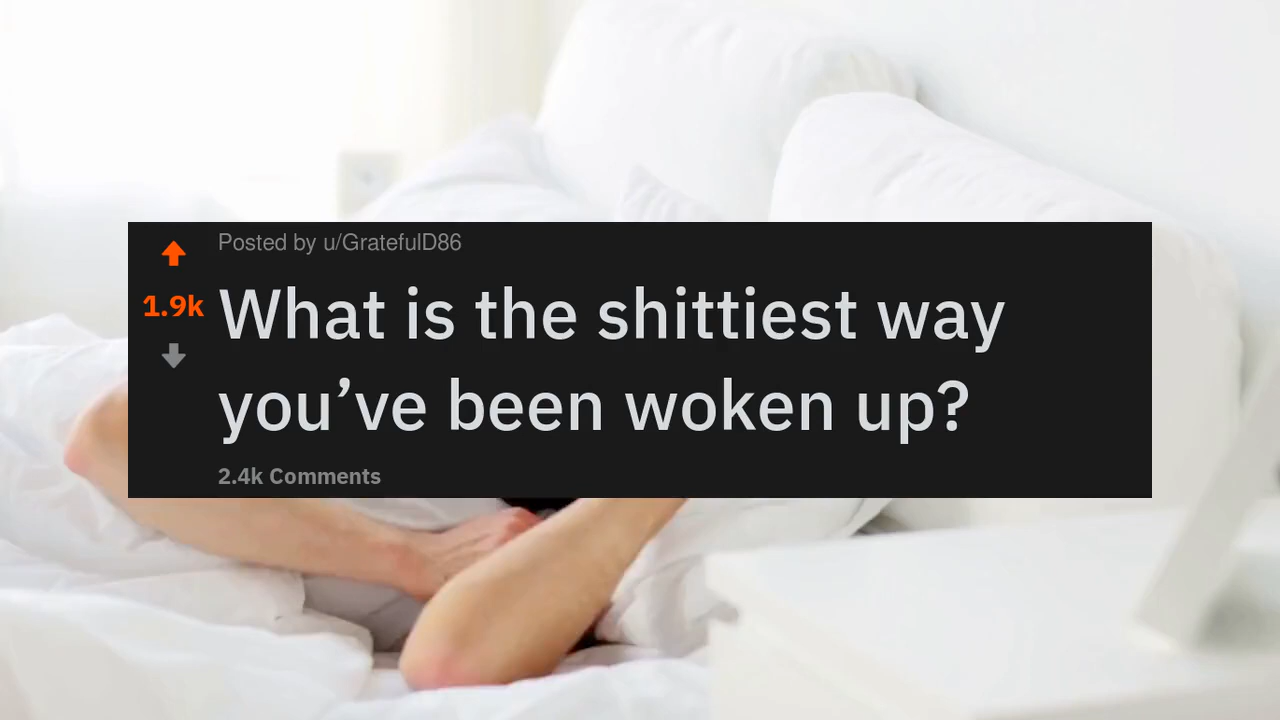 Posted by u/GratefulD86
1.9k
What is the shittiest way
you’ve been woken up?
2.4k Comments